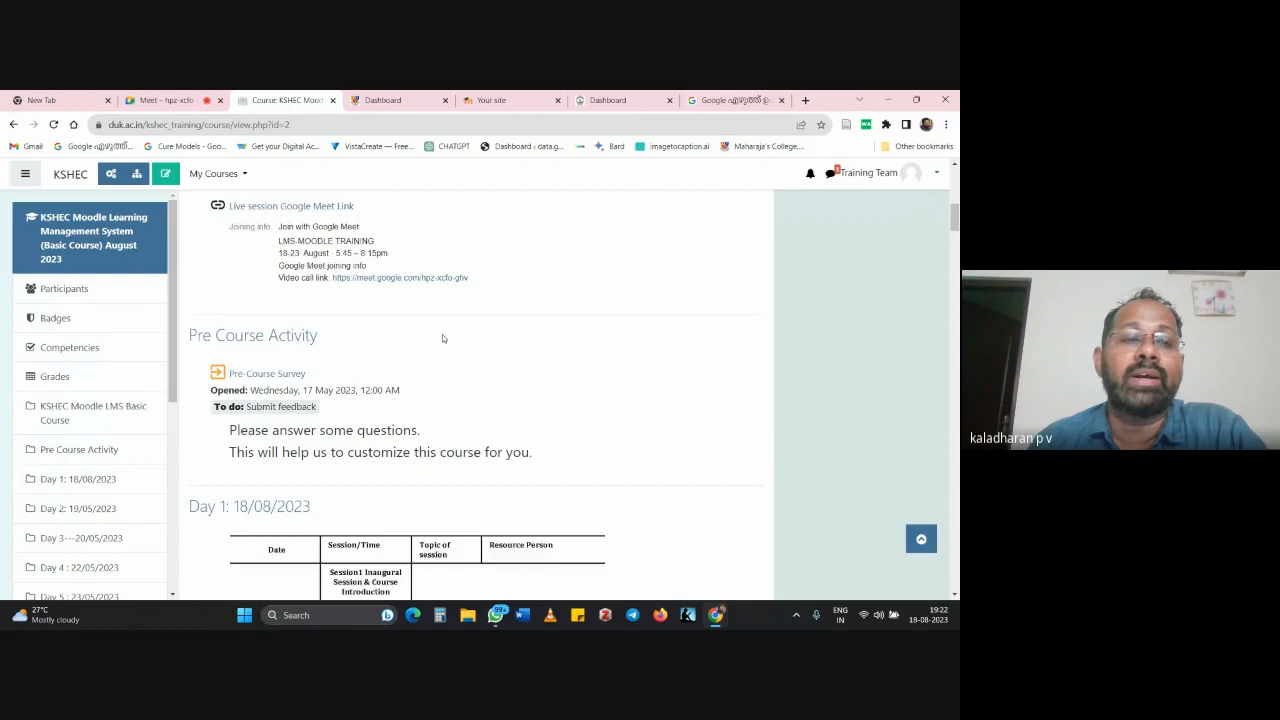 New Tab
Meet – hpz-xcfo-
Course: KSHEC Mood
Dashboard
Your site
Dashboard
Google എഴുത്ത് ഉ
duk.ac.in/kshec_training/course/view.php?id=2
Gmail
Google എഴുത്ത്...
Cure Models - Goo...
Get your Digital Ac...
VistaCreate — Free...
CHATGPT
Dashboard ‹ data.g...
Bard
imagetocaption.ai
Maharaja's College,...
Other bookmarks
KSHEC
My Courses
Training Team
KSHEC Moodle Learning
Management System
(Basic Course) August
2023
Participants
Badges
Competencies
Grades
KSHEC Moodle LMS Basic
Course
Pre Course Activity
Day 1: 18/08/2023
Day 2: 19/05/2023
Day 3---20/05/2023
Day 4 : 22/05/2023
Day 5 : 23/05/2023
Live session Google Meet Link
Joining info Join with Google Meet
LMS-MOODLE TRAINING
18-23 August · 5:45 – 8:15pm
Google Meet joining info
Video call link: https://meet.google.com/hpz-xcfo-ghv
Pre Course Activity
Pre-Course Survey
Opened: Wednesday, 17 May 2023, 12:00 AM
To do: Submit feedback
Please answer some questions.
This will help us to customize this course for you.
Day 1: 18/08/2023
Date
Session/Time
Topic of
session
Resource Person
Session1 Inaugural
Session & Course
Introduction
kaladharan p v
27°C
Mostly cloudy
Search
99+
ENG
IN
19:22
18-08-2023